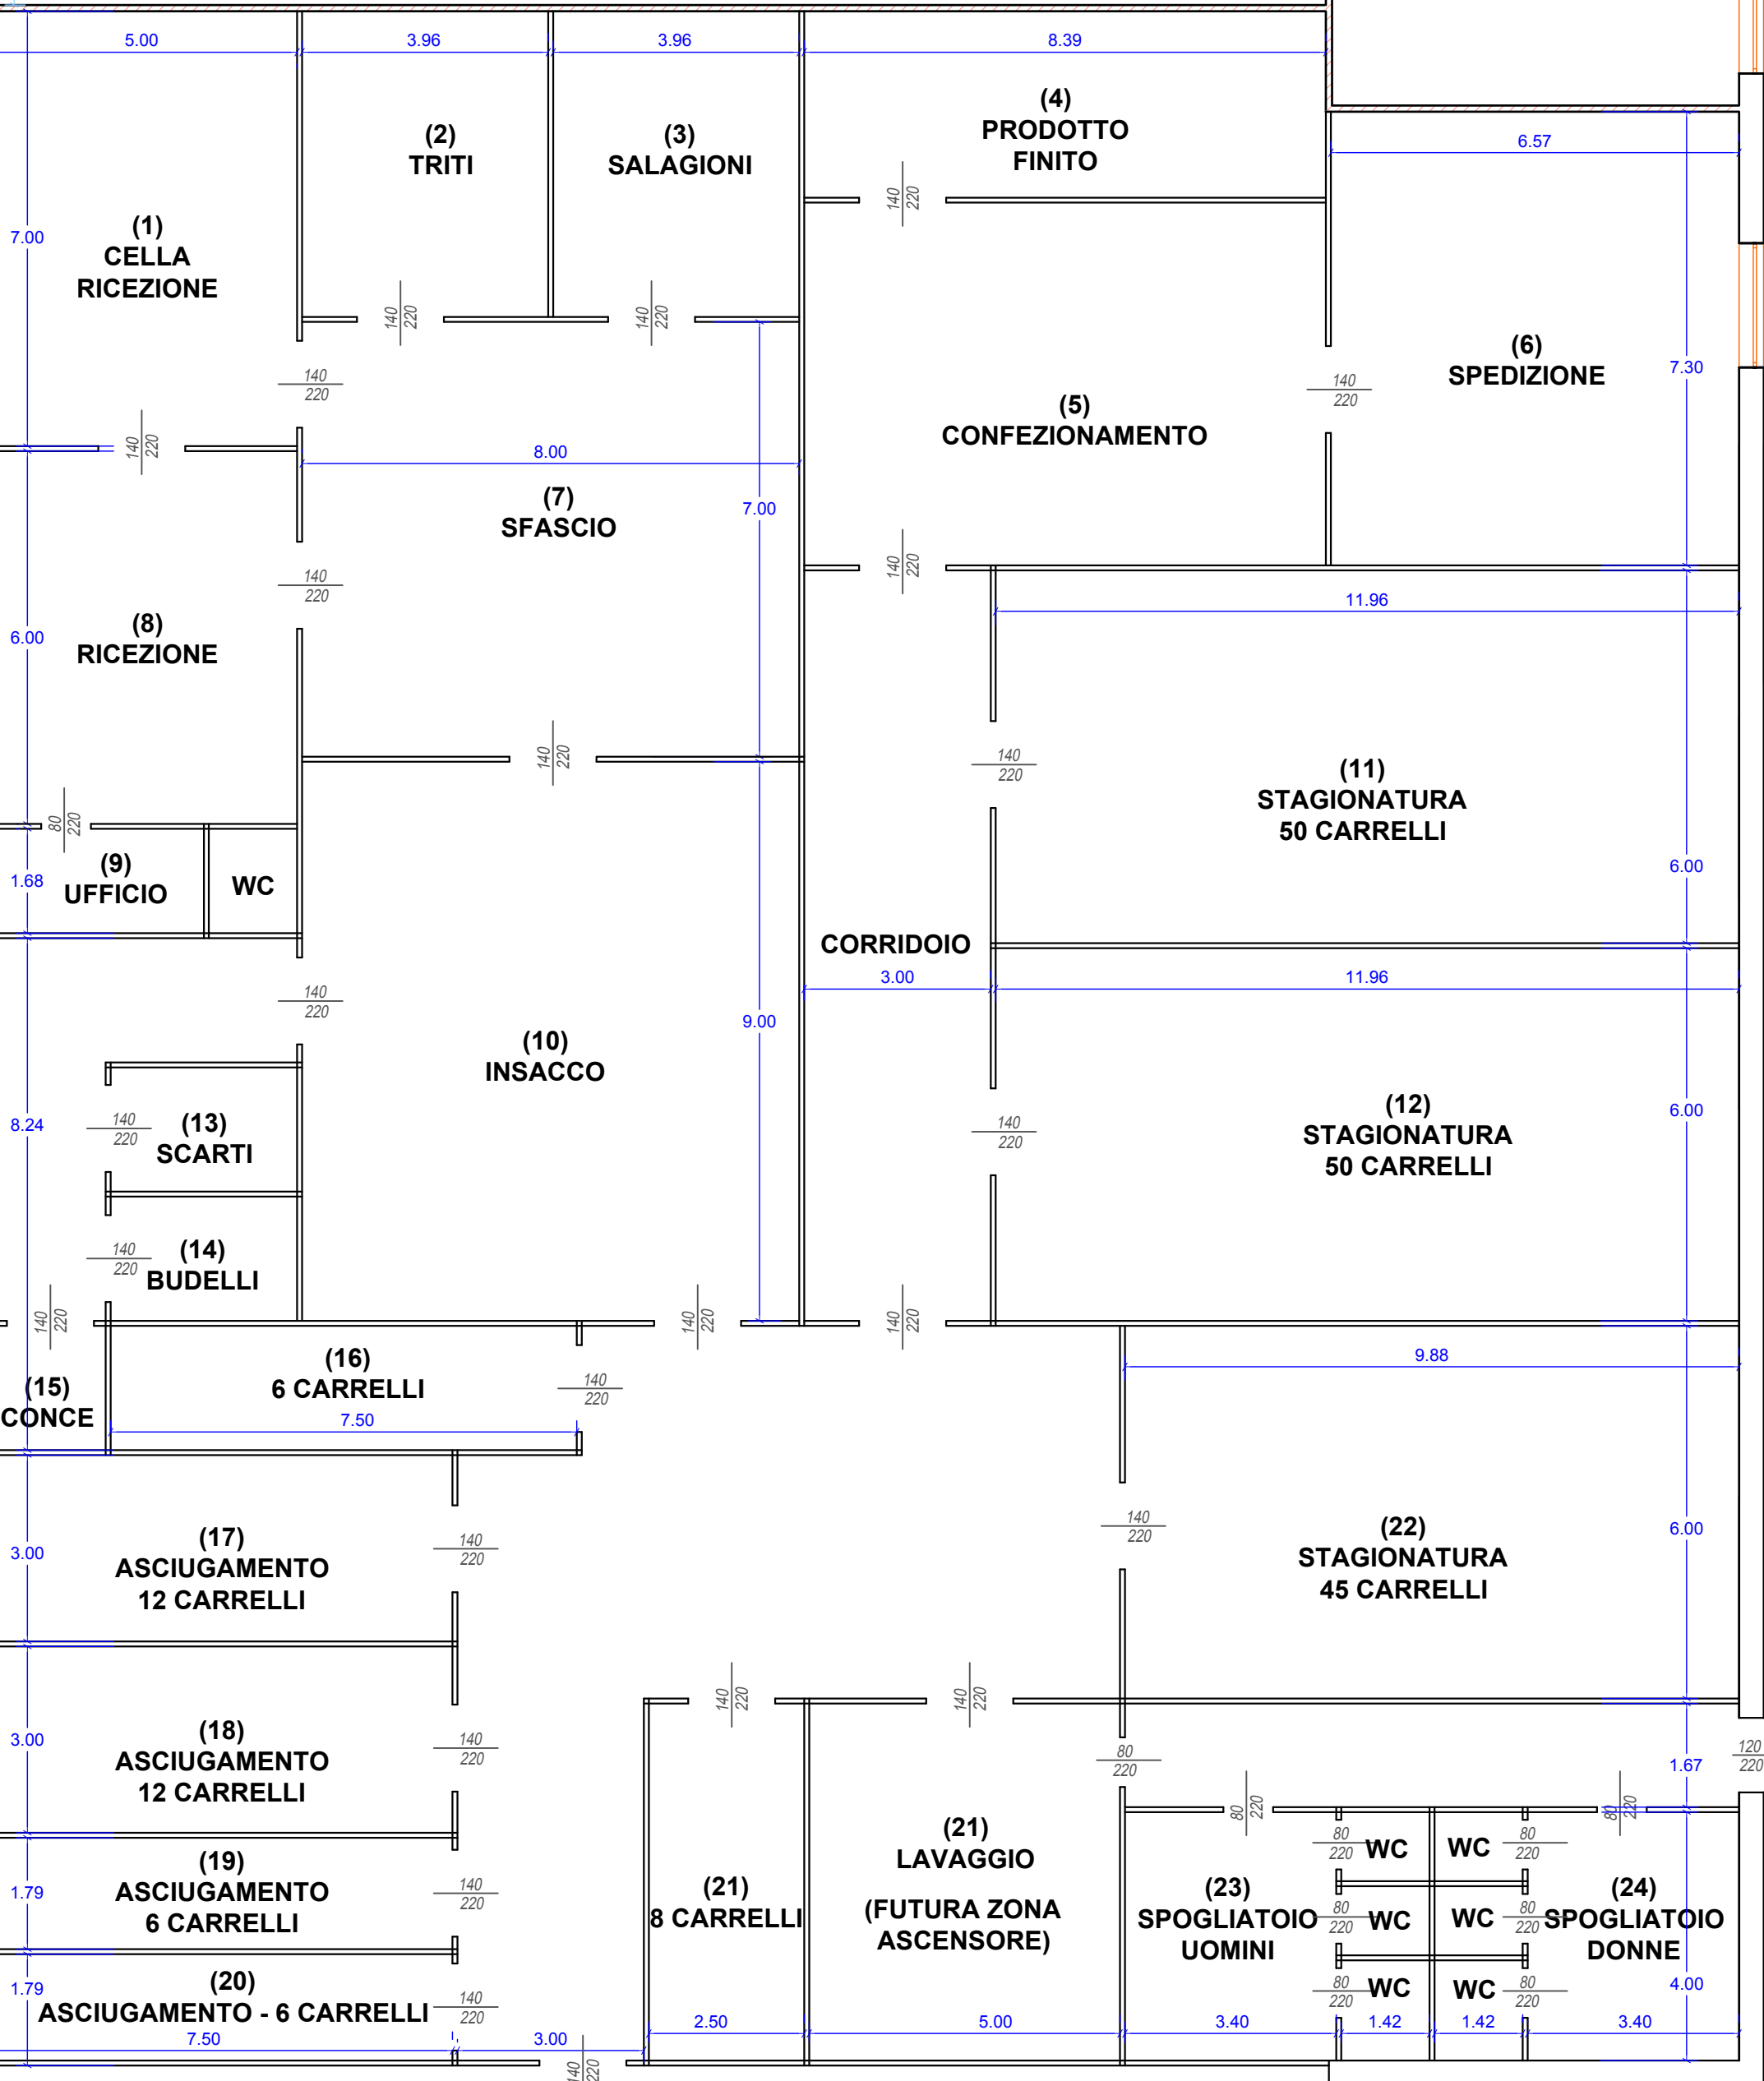 5.00
3.96
3.96
8.39
(1)
CELLA
RICEZIONE
7.00
(2)
TRITI
(3)
SALAGIONI
(4)
PRODOTTO
FINITO
6.57
140
220
140
220
140
220
140
220
140
220
(5)
CONFEZIONAMENTO
140
220
(6)
SPEDIZIONE
7.30
8.00
(7)
SFASCIO
7.00
140
220
140
220
11.96
(8)
RICEZIONE
6.00
140
220
140
220
(11)
STAGIONATURA
50 CARRELLI
6.00
80
220
(9)
UFFICIO
WC
1.68
CORRIDOIO
3.00
11.96
140
220
(10)
INSACCO
9.00
(12)
STAGIONATURA
50 CARRELLI
6.00
140
220
8.24
140
220
(13)
SCARTI
140
220
(14)
BUDELLI
140
220
140
220
140
220
(15)
CONCE
(16)
6 CARRELLI
7.50
140
220
9.88
(17)
ASCIUGAMENTO
12 CARRELLI
3.00
140
220
140
220
(22)
STAGIONATURA
45 CARRELLI
6.00
(18)
ASCIUGAMENTO
12 CARRELLI
3.00
140
220
140
220
140
220
80
220
1.67
120
220
80
220
80
220
(19)
ASCIUGAMENTO
6 CARRELLI
1.79
140
220
(21)
8 CARRELLI
(21)
LAVAGGIO
(FUTURA ZONA
ASCENSORE)
(23)
SPOGLIATOIO
UOMINI
80
220
WC
WC
80
220
80
220
WC
WC
80
220
80
220
WC
WC
80
220
(24)
SPOGLIATOIO
DONNE
4.00
(20)
ASCIUGAMENTO - 6 CARRELLI
1.79
140
220
7.50
3.00
2.50
5.00
3.40
1.42
1.42
3.40
140
220